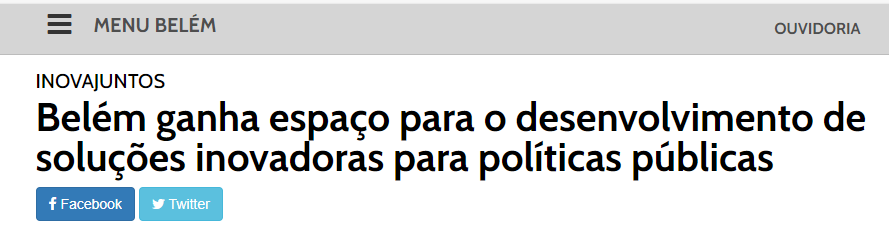 MENU BELÉM
OUVIDORIA
INOVAJUNTOS
Belém ganha espaço para o desenvolvimento de
soluções inovadoras para políticas públicas
Facebook
Twitter